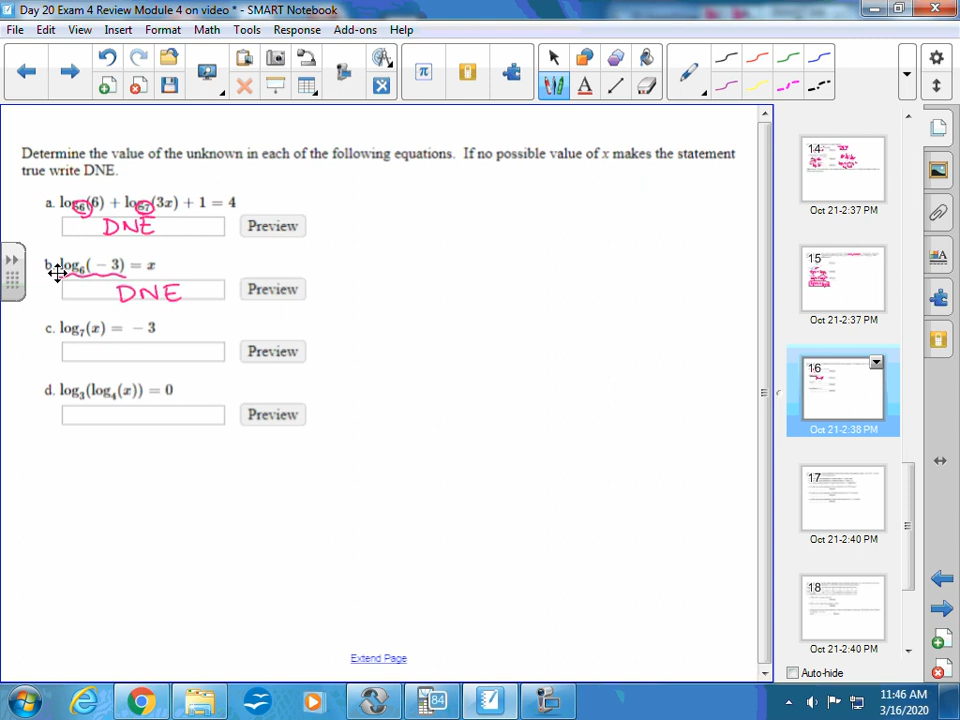 Day 20 Exam 4 Review Module 4 on video * - SMART Notebook
File Edit View Insert Format Math Tools Response Add-ons Help
Determine the value of the unknown in each of the following equations. If no possible value of x makes the statement
true write DNE.
a. log₆(6) + log₇(3x) + 1 = 4
DNE
Preview
b. log₆( − 3) = x
DNE
Preview
c. log₇(x) = − 3
Preview
d. log₃(log₄(x)) = 0
Preview
Extend Page
14
Oct 21-2:37 PM
15
Oct 21-2:37 PM
16
Oct 21-2:38 PM
17
Oct 21-2:40 PM
18
Oct 21-2:40 PM
Auto-hide
84
11:46 AM
3/16/2020